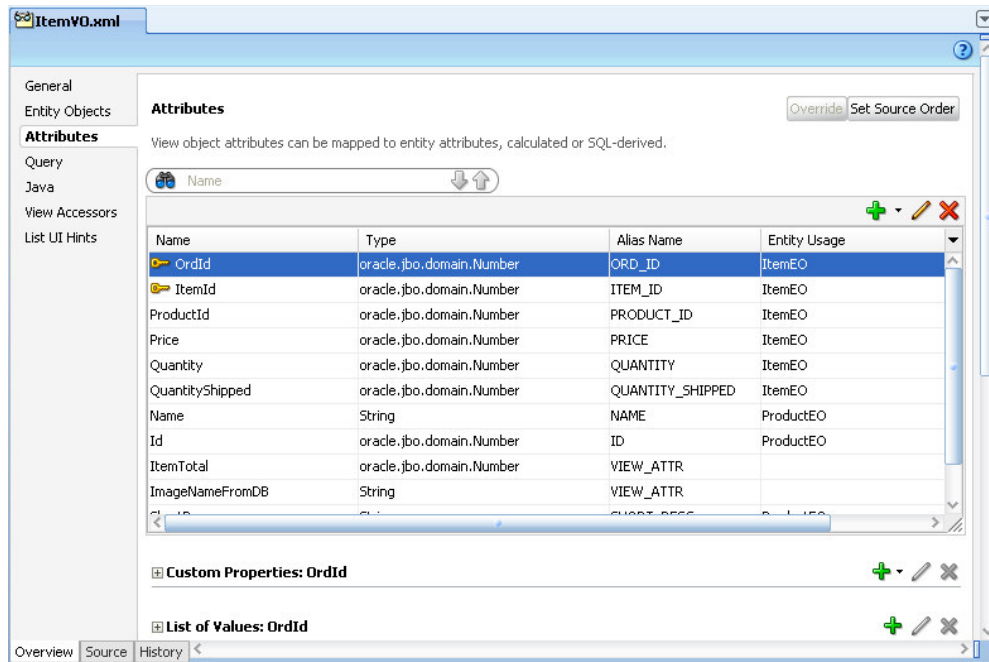 ItemVO.xml
General
Entity Objects
Attributes
Query
Java
View Accessors
List UI Hints
Attributes
Override Set Source Order
View object attributes can be mapped to entity attributes, calculated or SQL-derived.
Name
Name Type Alias Name Entity Usage
OrdId oracle.jbo.domain.Number ORD_ID ItemEO
ItemId oracle.jbo.domain.Number ITEM_ID ItemEO
ProductId oracle.jbo.domain.Number PRODUCT_ID ItemEO
Price oracle.jbo.domain.Number PRICE ItemEO
Quantity oracle.jbo.domain.Number QUANTITY ItemEO
QuantityShipped oracle.jbo.domain.Number QUANTITY_SHIPPED ItemEO
Name String NAME ProductEO
Id oracle.jbo.domain.Number ID ProductEO
ItemTotal oracle.jbo.domain.Number VIEW_ATTR
ImageNameFromDB String VIEW_ATTR
Custom Properties: OrdId
List of Values: OrdId
Overview Source History